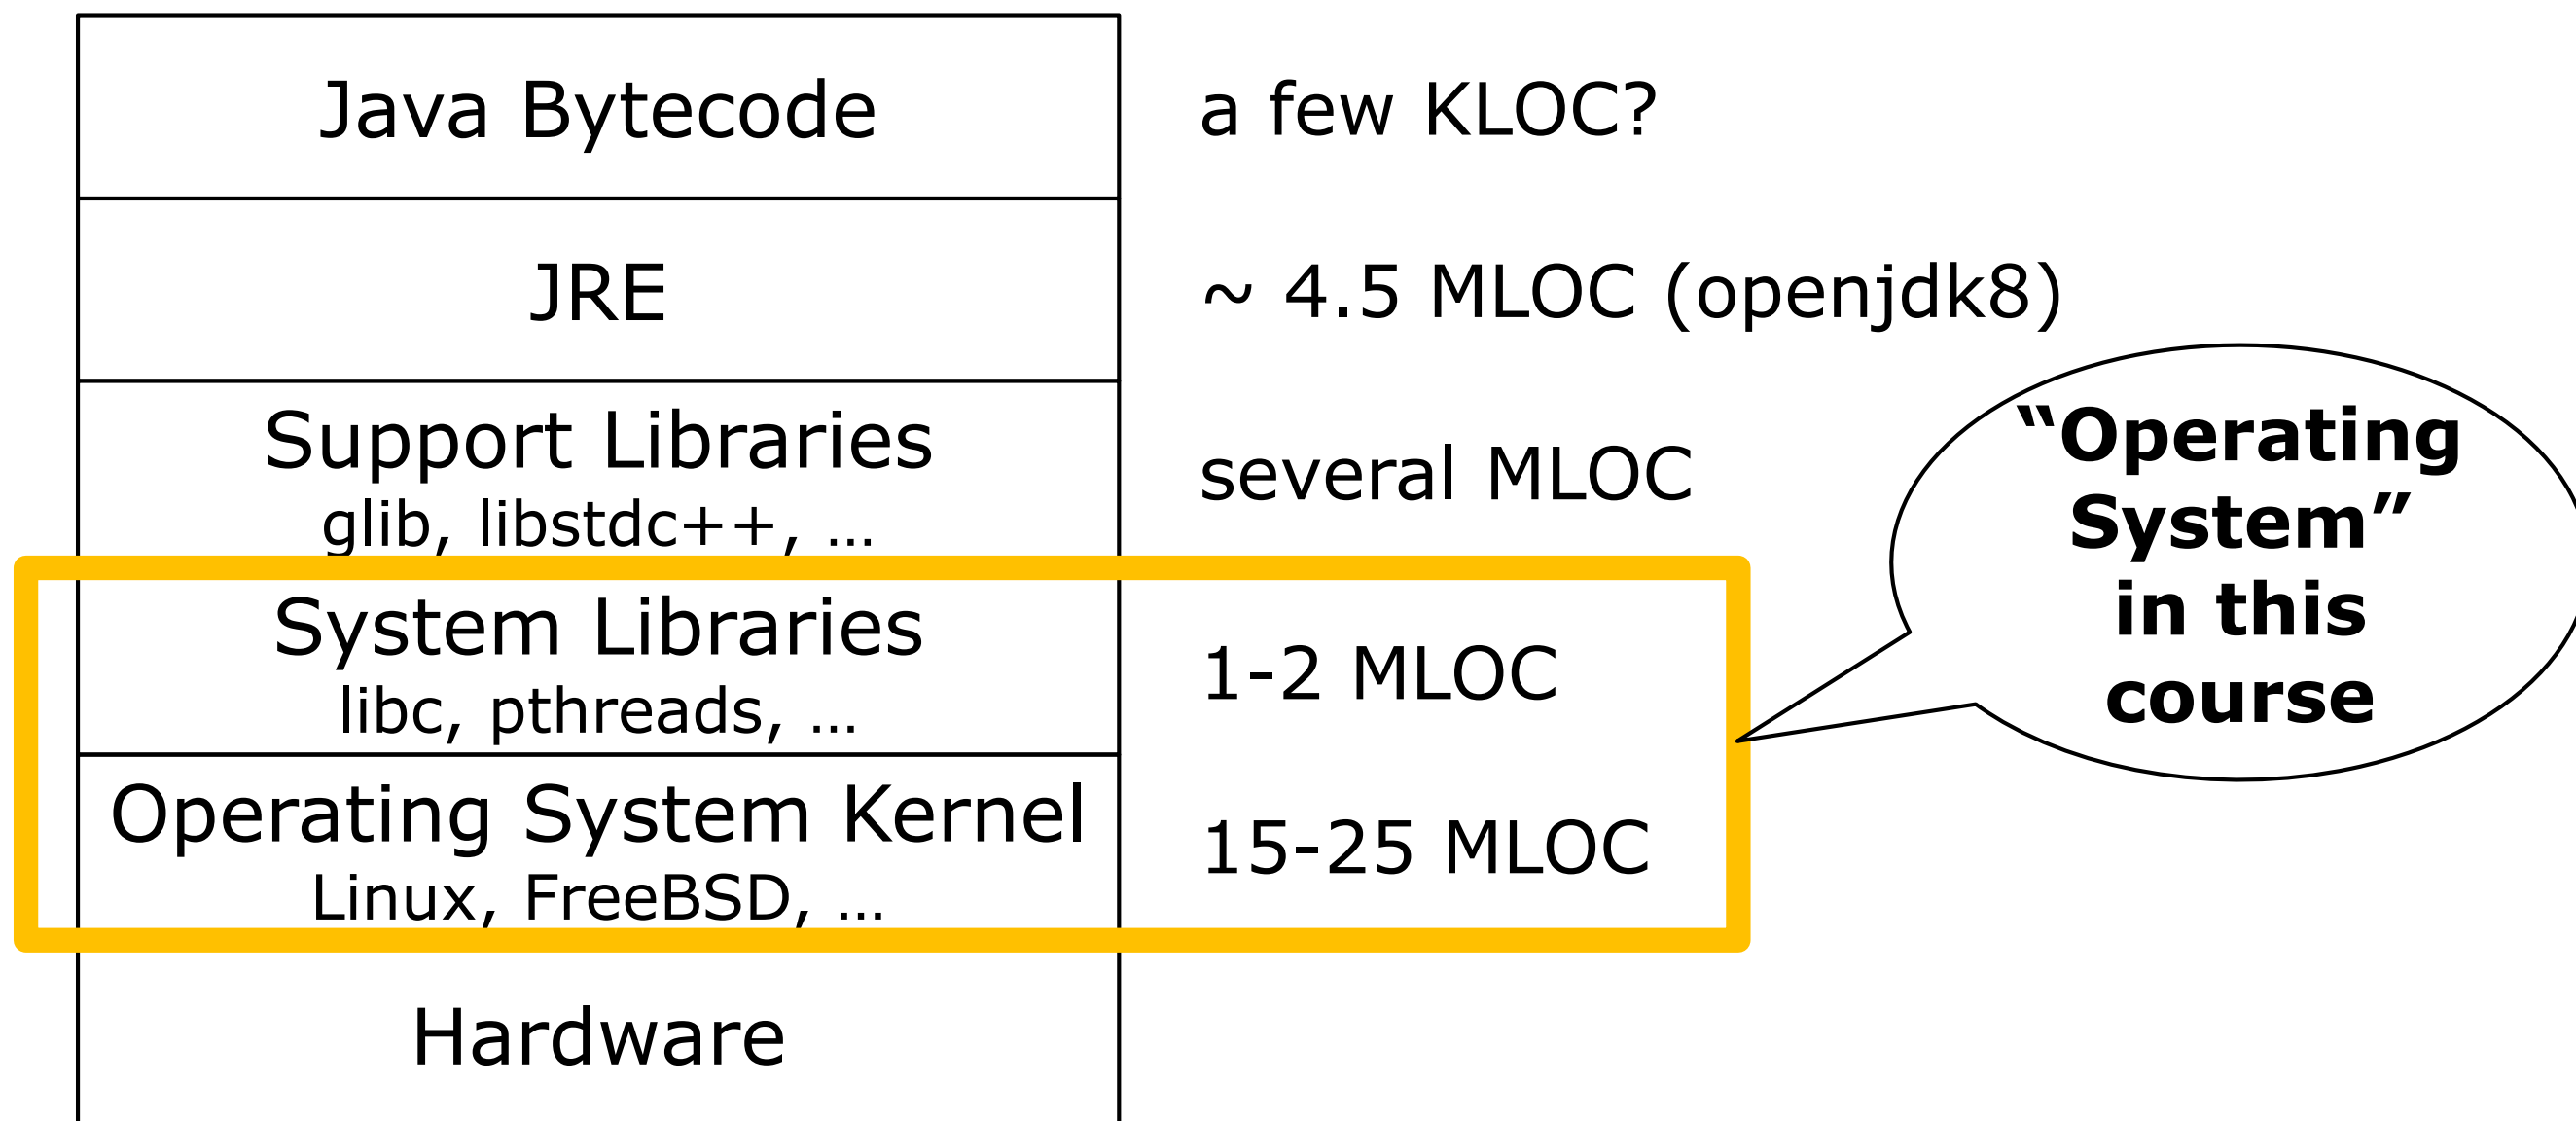 Java Bytecode
a few KLOC?
JRE
~ 4.5 MLOC (openjdk8)
Support Libraries
glib, libstdc++, ...
several MLOC
System Libraries
libc, pthreads, ...
1-2 MLOC
Operating System Kernel
Linux, FreeBSD, ...
15-25 MLOC
Hardware
“Operating
System”
in this
course